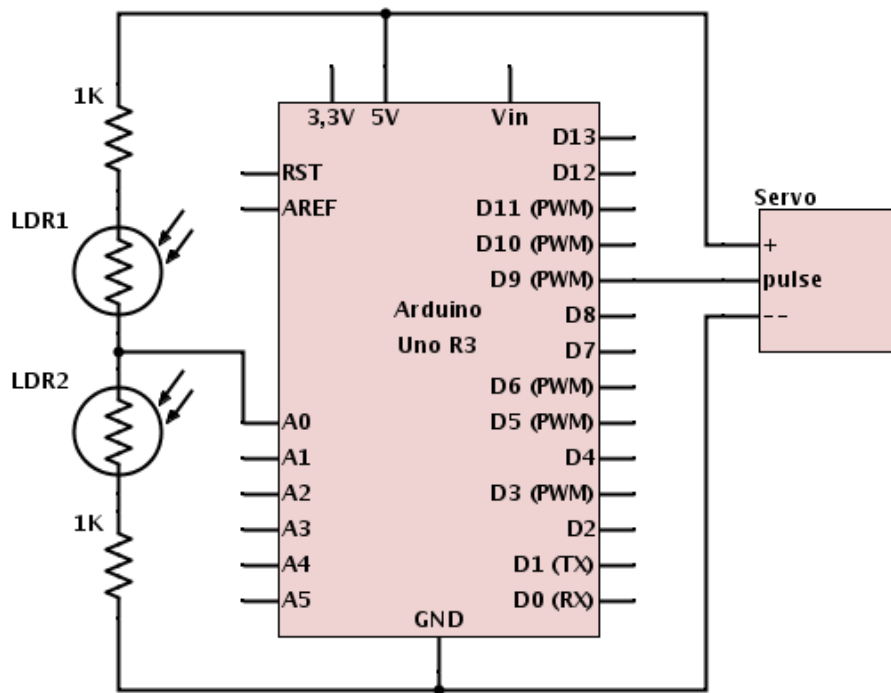 1K
LDR1
LDR2
1K
3,3V 5V Vin
RST
AREF
A0
A1
A2
A3
A4
A5
Arduino
Uno R3
GND
D13
D12
D11 (PWM)
D10 (PWM)
D9 (PWM)
D8
D7
D6 (PWM)
D5 (PWM)
D4
D3 (PWM)
D2
D1 (TX)
D0 (RX)
Servo
+
pulse
--